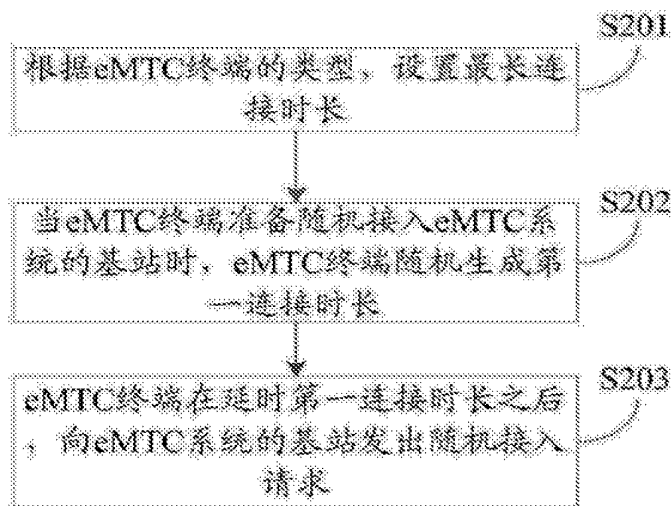 S201
根据eMTC终端的类型，设置最长连
接时长
S202
当eMTC终端准备随机接入eMTC系
统的基站时，eMTC终端随机生成第
一连接时长
S203
eMTC终端在延时第一连接时长之后
，向eMTC系统的基站发出随机接入
请求